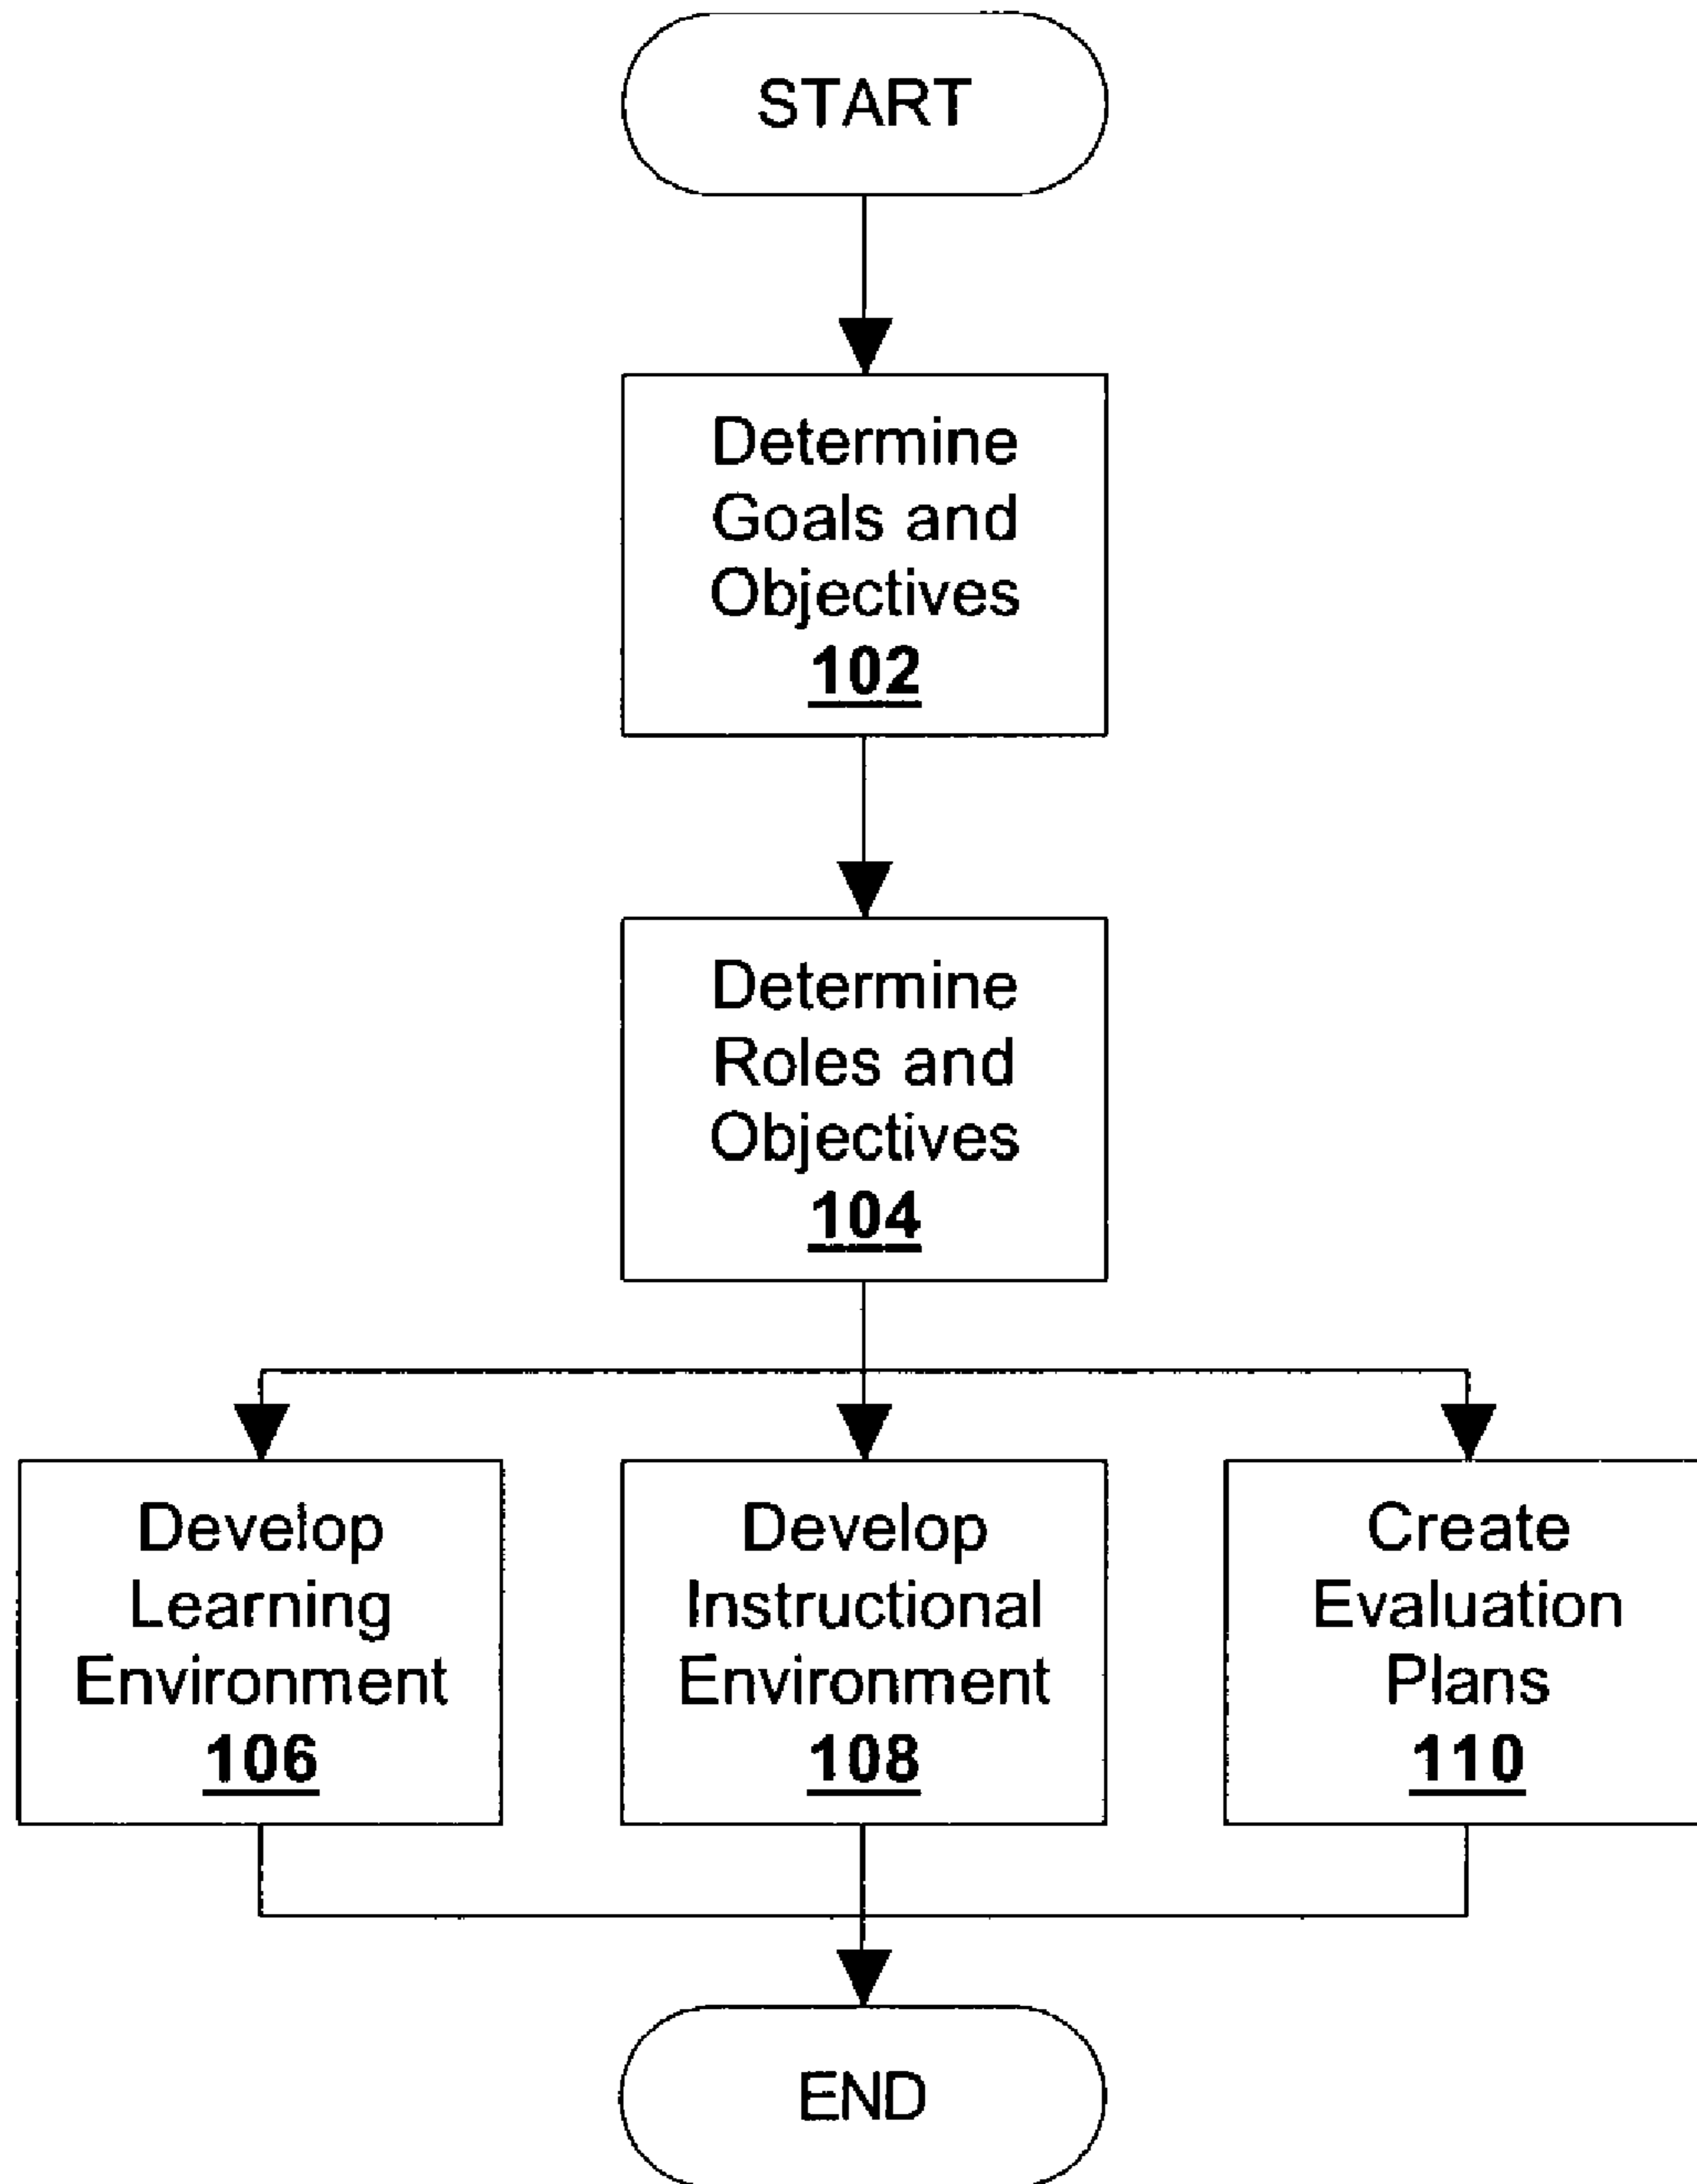 START
Determine
Goals and
Objectives
102
Determine
Roles and
Objectives
104
Develop
Learning
Environment
106
Develop
Instructional
Environment
108
Create
Evaluation
Plans
110
END